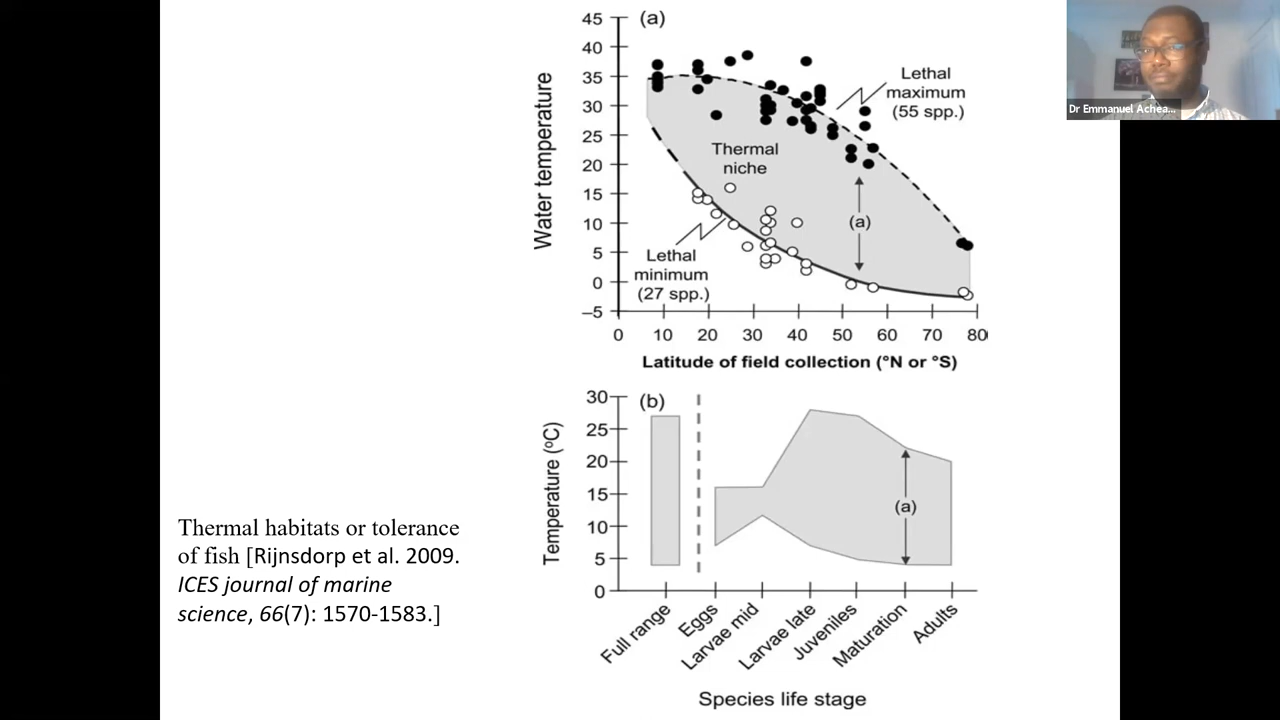 (a)
45
40
35
30
25
20
15
10
5
0
–5
Water temperature
Lethal
maximum
(55 spp.)
Thermal
niche
(a)
Lethal
minimum
(27 spp.)
0 10 20 30 40 50 60 70 80
Latitude of field collection (°N or °S)
(b)
30
25
20
15
10
5
0
Temperature (ºC)
(a)
Full range
Eggs
Larvae mid
Larvae late
Juveniles
Maturation
Adults
Species life stage
Thermal habitats or tolerance
of fish [Rijnsdorp et al. 2009.
ICES journal of marine
science, 66(7): 1570-1583.]
Dr Emmanuel Achea...